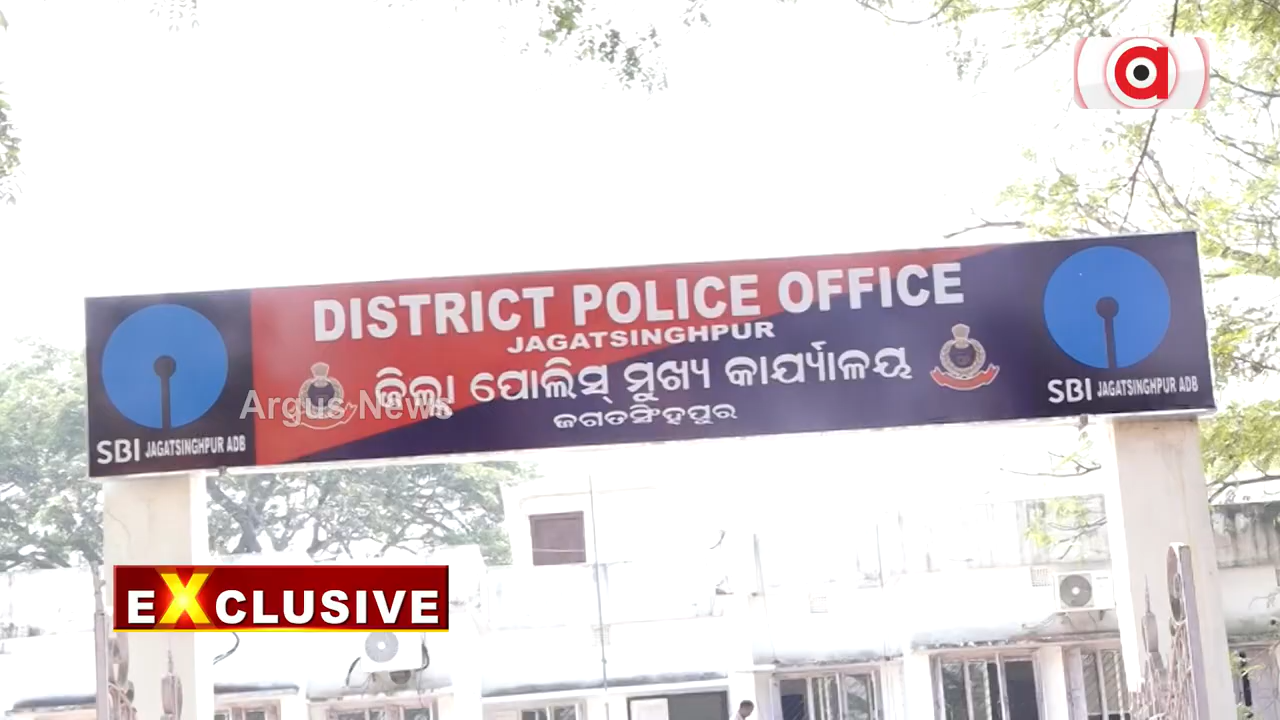 DISTRICT POLICE OFFICE
JAGATSINGHPUR
ଜିଲ୍ଲା ପୋଲିସ୍ ମୁଖ୍ୟ କାର୍ଯ୍ୟାଳୟ
ଜଗତସିଂହପୁର
SBI JAGATSINGHPUR ADB
SBI JAGATSINGHPUR ADB
Argus News
EXCLUSIVE
a